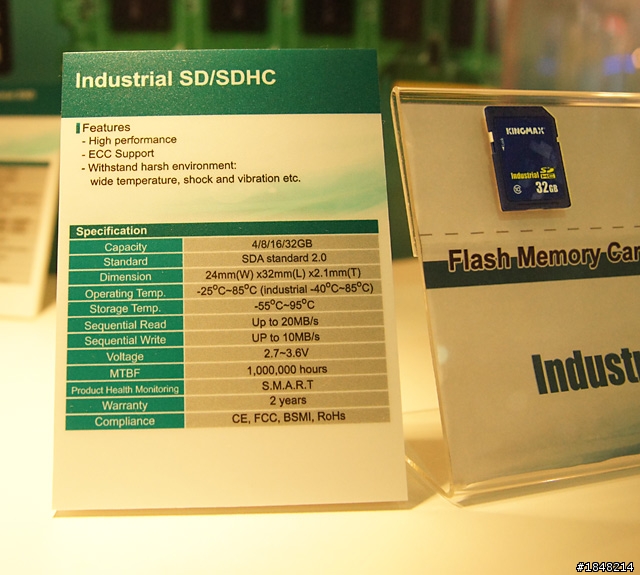 Industrial SD/SDHC
Features
- High performance
- ECC Support
- Withstand harsh environment:
wide temperature, shock and vibration etc.
Specification
Capacity 4/8/16/32GB
Standard SDA standard 2.0
Dimension 24mm(W) x32mm(L) x2.1mm(T)
Operating Temp. -25°C~85°C (industrial -40°C~85°C)
Storage Temp. -55°C~95°C
Sequential Read Up to 20MB/s
Sequential Write UP to 10MB/s
Voltage 2.7~3.6V
MTBF 1,000,000 hours
Product Health Monitoring S.M.A.R.T
Warranty 2 years
Compliance CE, FCC, BSMI, RoHs
KINGMAX
Industrial SD HC
32GB
Flash Memory Car
Industr
#1848214